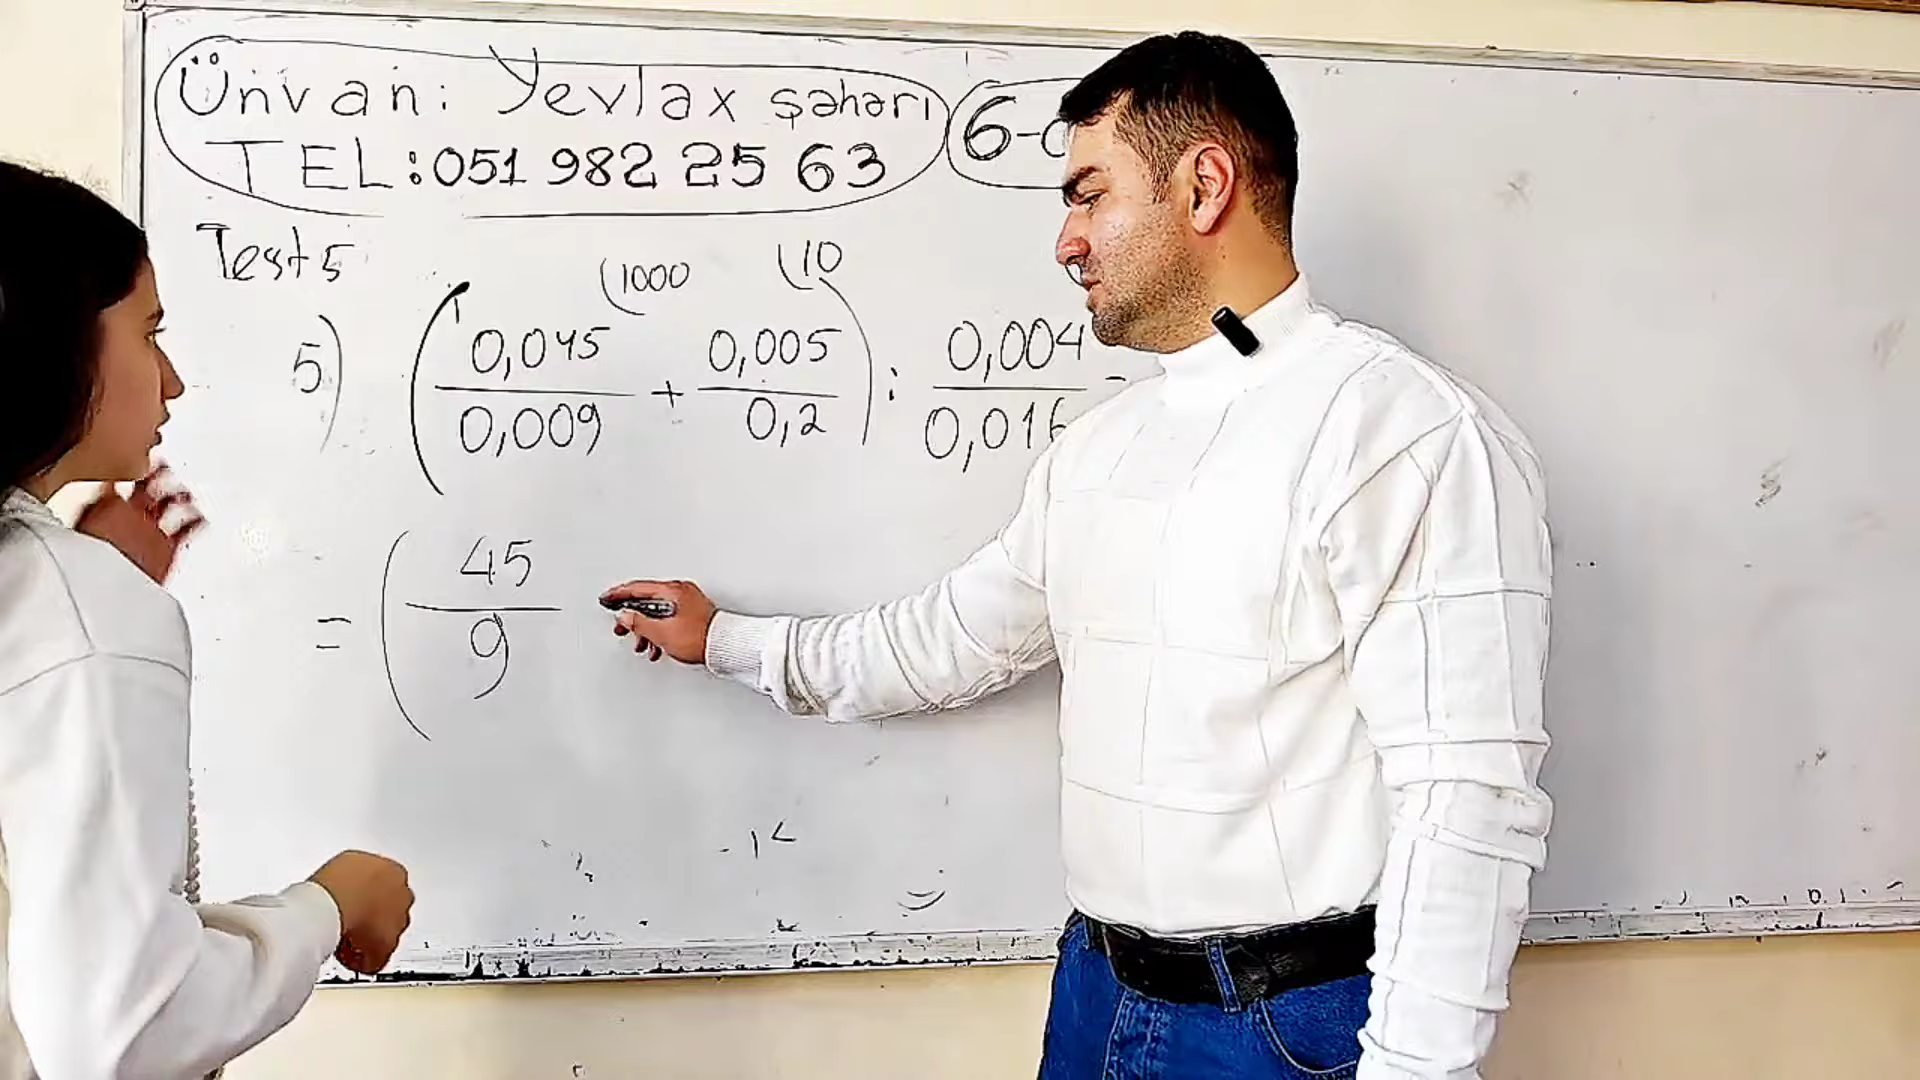 Ünvan: Yevlax şəhəri
TEL:051 982 25 63
6-
Test 5
(1000 (10
5) (0,045/0,009 + 0,005/0,2) : 0,004/0,016 =
= (45/9